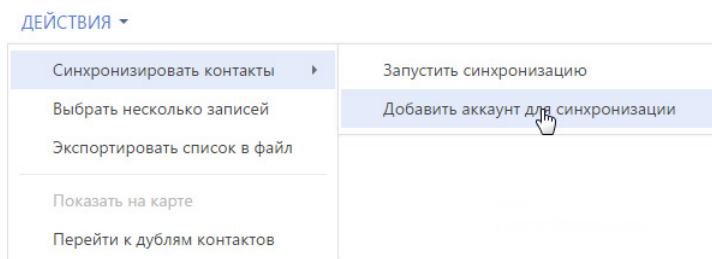 ДЕЙСТВИЯ
Синхронизировать контакты
Запустить синхронизацию
Выбрать несколько записей
Добавить аккаунт для синхронизации
Экспортировать список в файл
Показать на карте
Перейти к дублям контактов